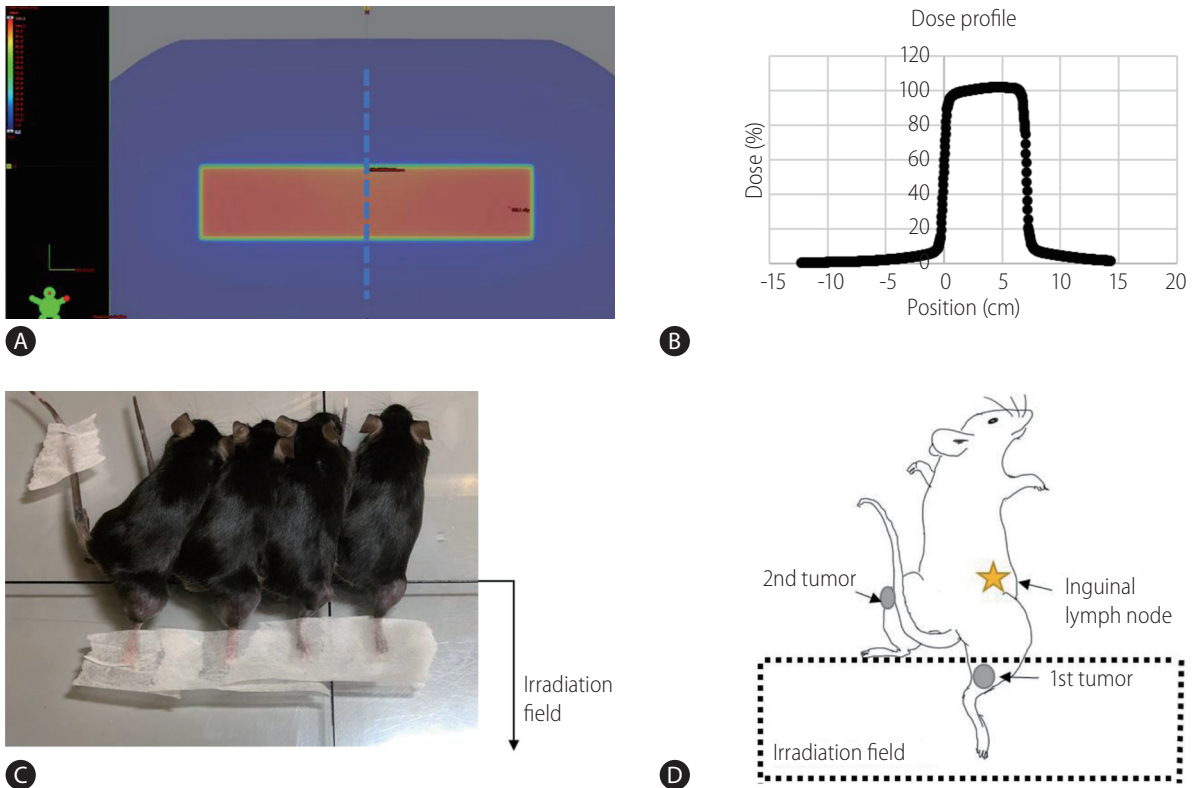 A
Dose profile
120
100
80
60
40
20
0
Dose (%)
-15
-10
-5
0
5
10
15
20
Position (cm)
B
Irradiation
field
C
2nd tumor
Inguinal
lymph node
1st tumor
Irradiation field
D